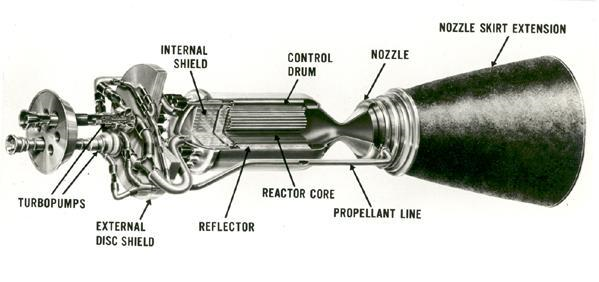 NOZZLE SKIRT EXTENSION
INTERNAL
SHIELD
CONTROL
DRUM
NOZZLE
TURBOPUMPS
EXTERNAL
DISC SHIELD
REFLECTOR
REACTOR CORE
PROPELLANT LINE